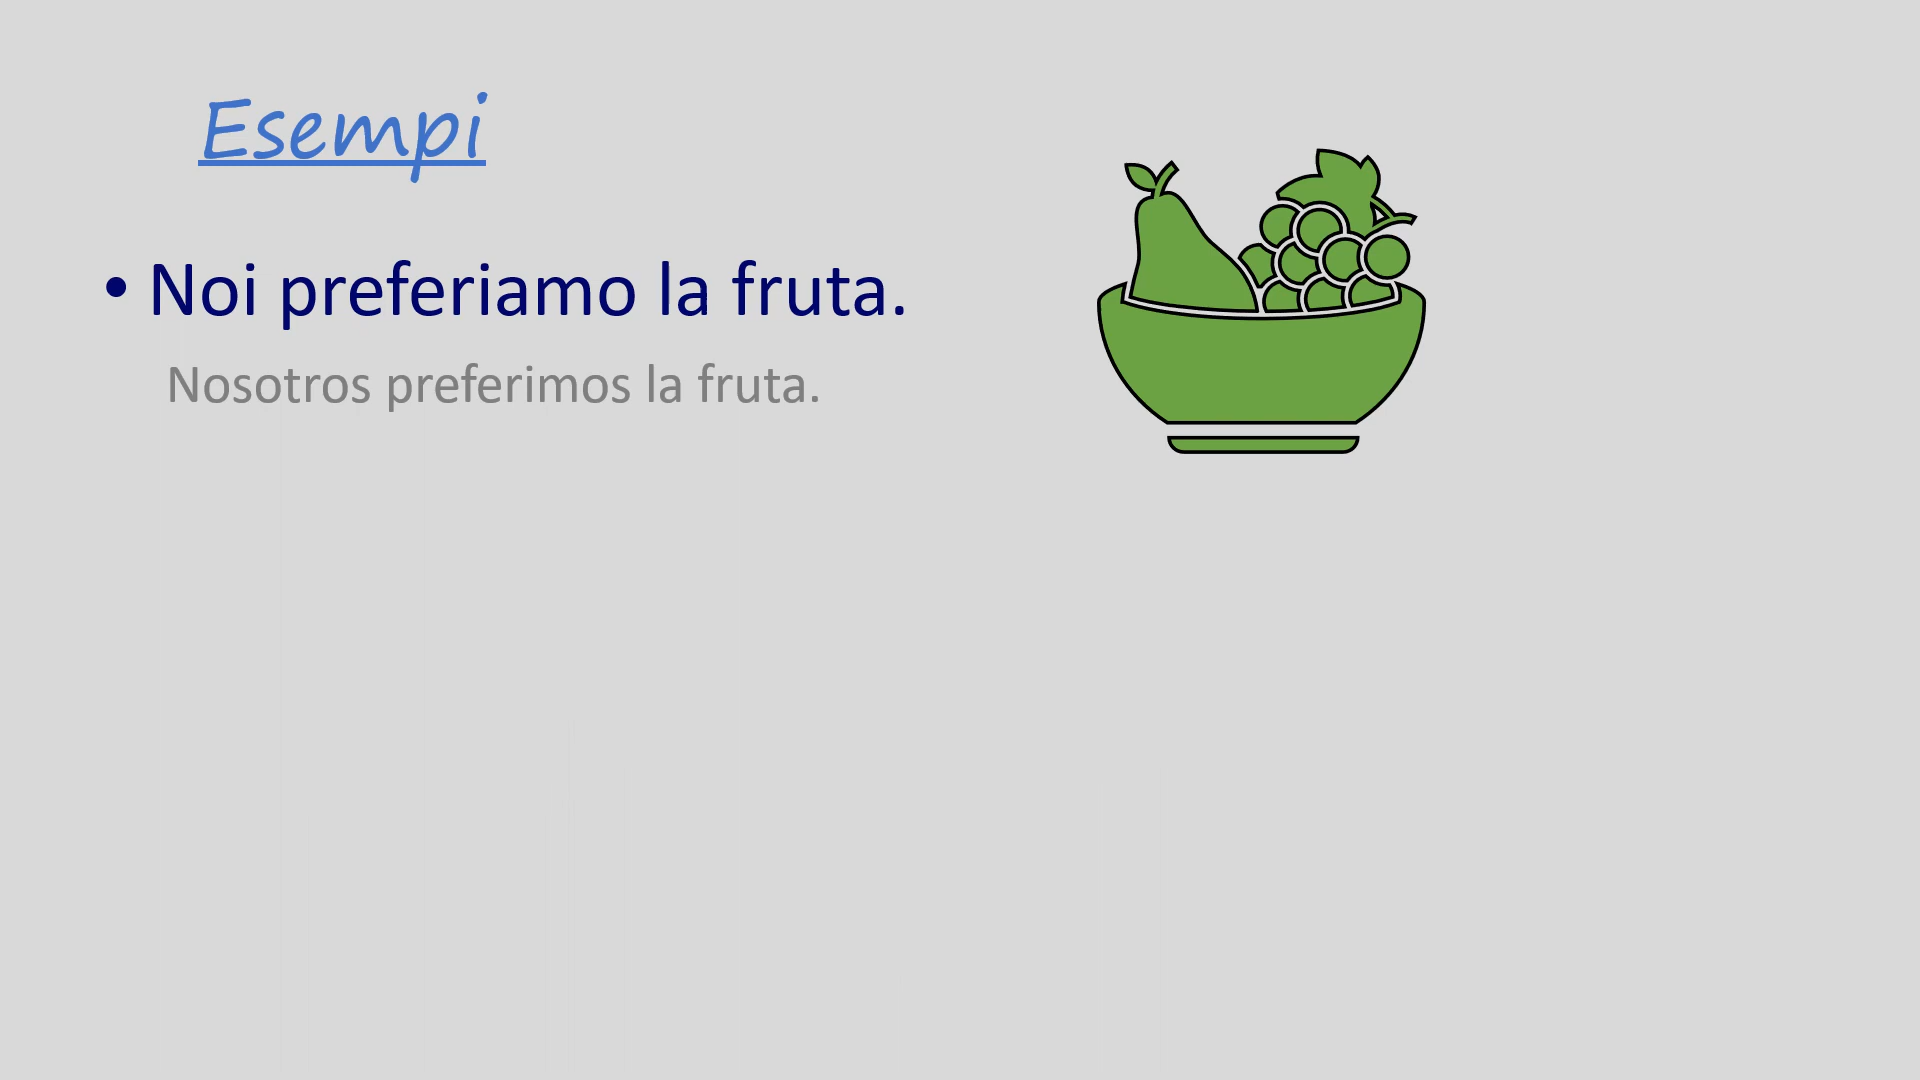 Esempi
• Noi preferiamo la fruta.
Nosotros preferimos la fruta.